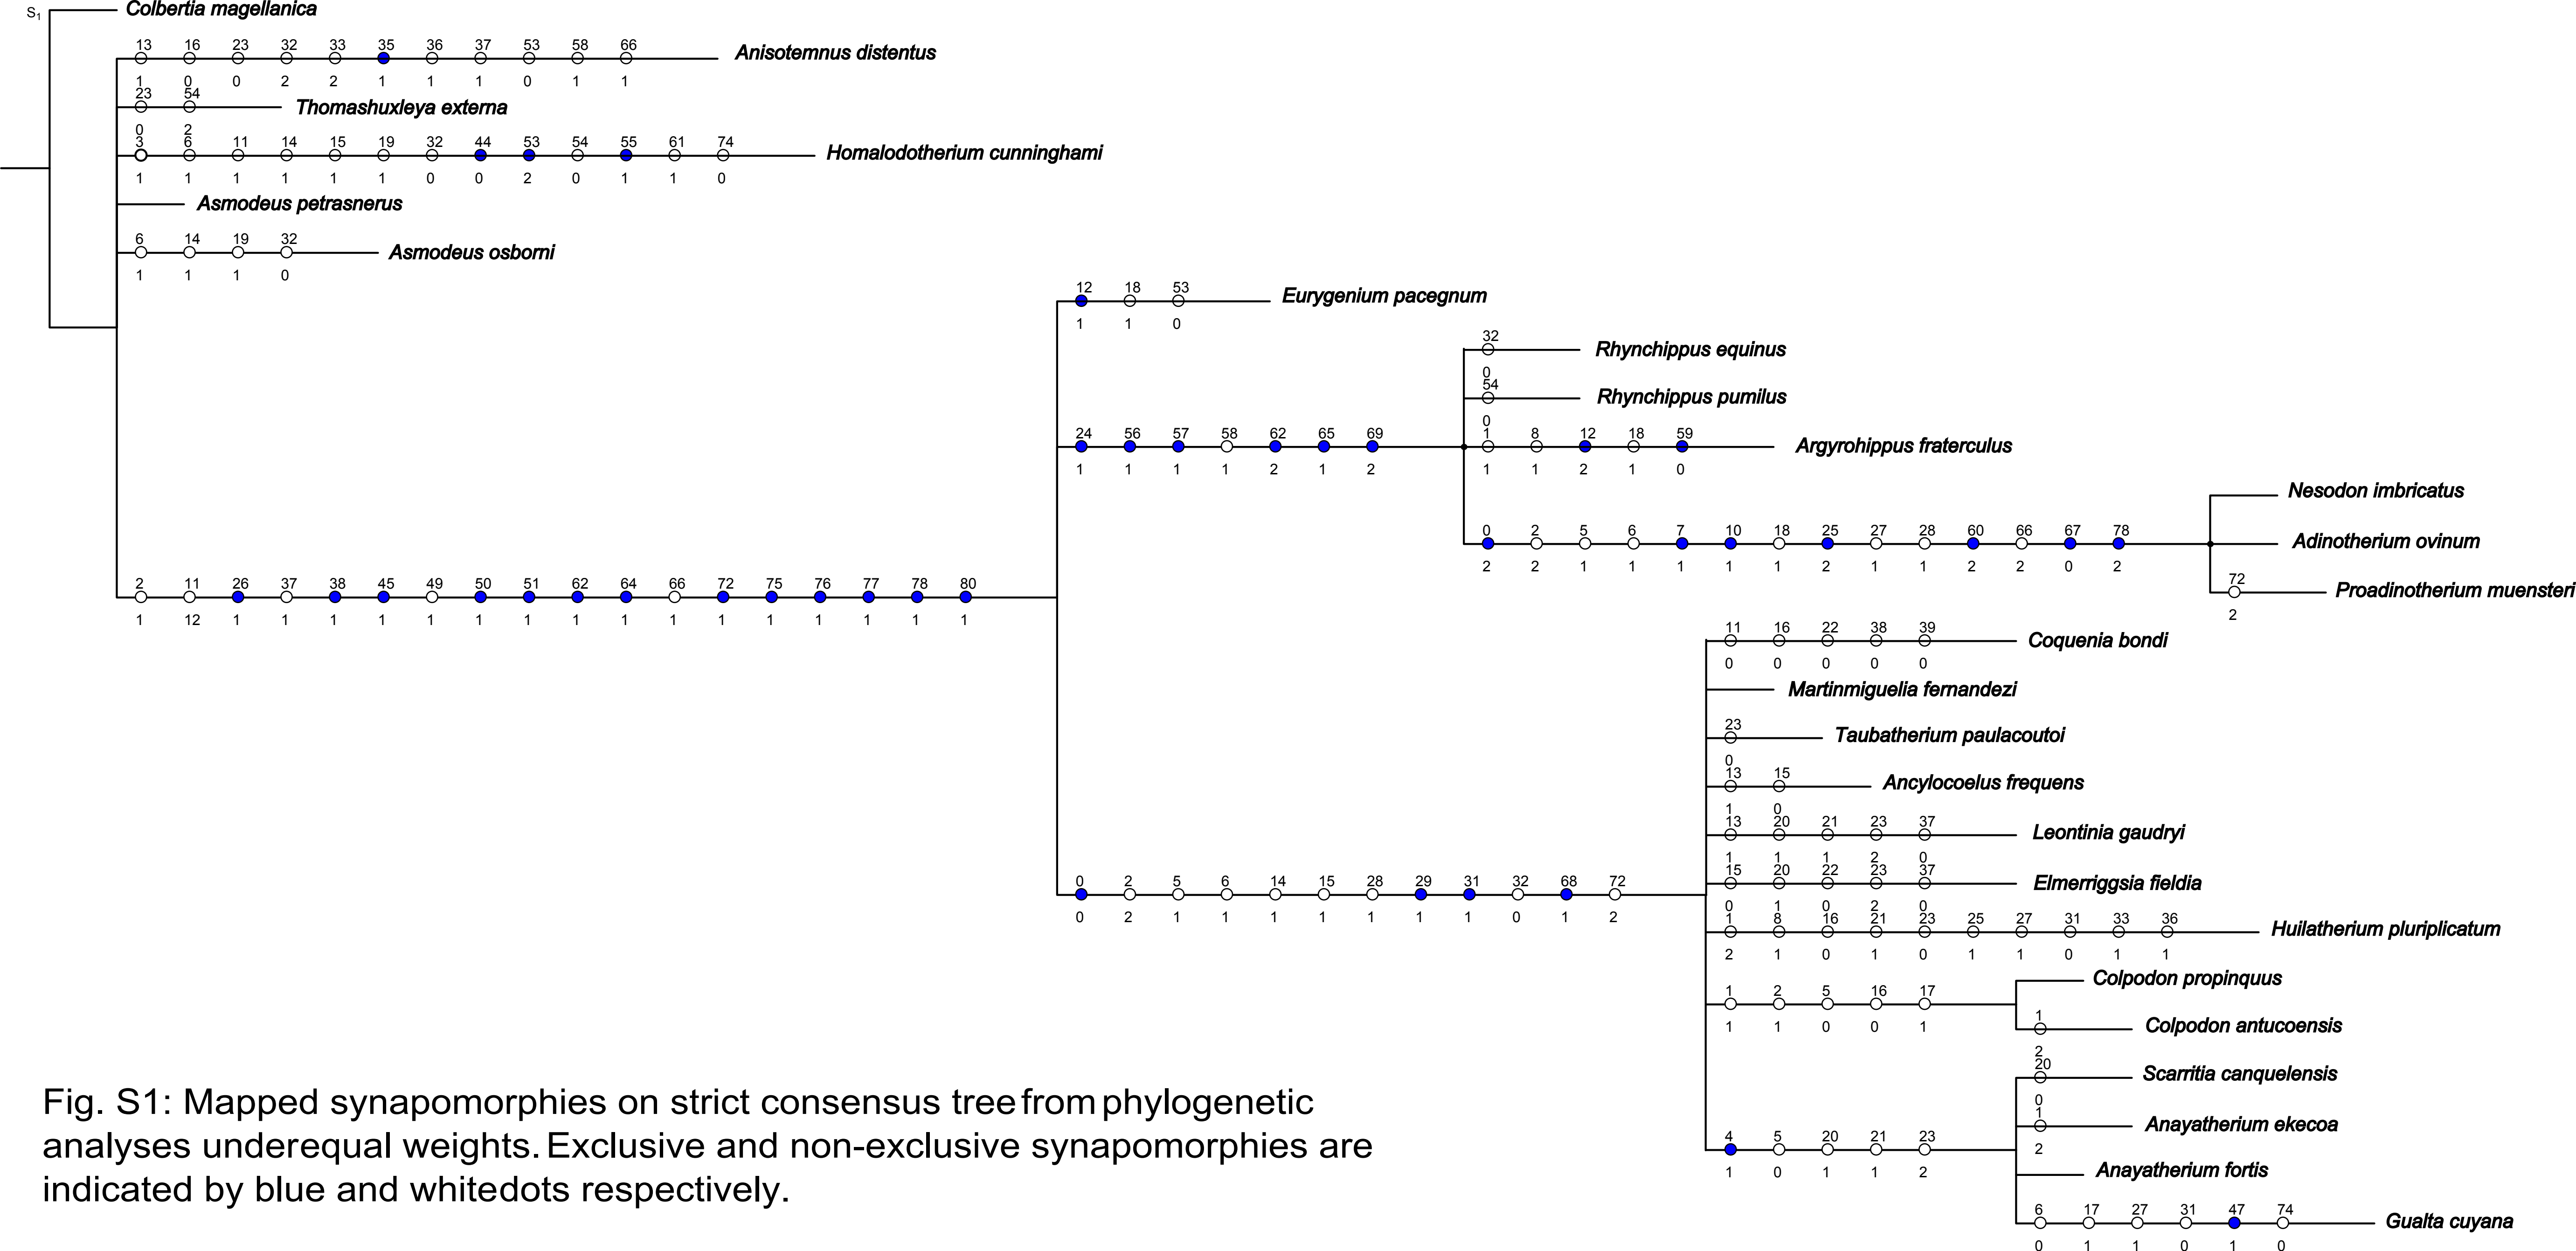 S1
Colbertia magellanica
13 16 23 32 33 35 36 37 53 58 66
Anisotemnus distentus
1 0 0 2 2 1 1 1 0 1 1
23 54
Thomashuxleya externa
0 2
3 6 11 14 15 19 32 44 53 54 55 61 74
Homalodotherium cunninghami
1 1 1 1 1 1 0 0 2 0 1 1 0
Asmodeus petrasnerus
6 14 19 32
Asmodeus osborni
1 1 1 0
12 18 53
Eurygenium pacegnum
1 1 0
32
Rhynchippus equinus
0
54
Rhynchippus pumilus
0
24 56 57 58 62 65 69
1 1 1 1 2 1 2
1 8 12 18 59
Argyrohippus fraterculus
1 1 2 1 0
Nesodon imbricatus
0 2 5 6 7 10 18 25 27 28 60 66 67 78
Adinotherium ovinum
2 2 1 1 1 1 1 2 1 1 2 2 0 2
72
Proadinotherium muensteri
2
2 11 26 37 38 45 49 50 51 62 64 66 72 75 76 77 78 80
1 12 1 1 1 1 1 1 1 1 1 1 1 1 1 1 1 1
11 16 22 38 39
Coquenia bondi
0 0 0 0 0
Martinmiguelia fernandezi
23
Taubatherium paulacoutoi
0
13 15
Ancylocoelus frequens
1 0
13 20 21 23 37
Leontinia gaudryi
1 1 1 2 0
0 2 5 6 14 15 28 29 31 32 68 72
0 2 1 1 1 1 1 1 1 0 1 2
15 20 22 23 37
Elmerriggsia fieldia
0 1 0 2 0
1 8 16 21 23 25 27 31 33 36
Huilatherium pluriplicatum
2 1 0 1 0 1 1 0 1 1
Colpodon propinquus
1 2 5 16 17
1 1 0 0 1
1
Colpodon antucoensis
2
20
Scarritia canquelensis
0
1
Anayatherium ekecoa
2
4 5 20 21 23
1 0 1 1 2
Anayatherium fortis
6 17 27 31 47 74
Gualta cuyana
0 1 1 0 1 0
Fig. S1: Mapped synapomorphies on strict consensus tree from phylogenetic
analyses underequal weights. Exclusive and non-exclusive synapomorphies are
indicated by blue and whitedots respectively.